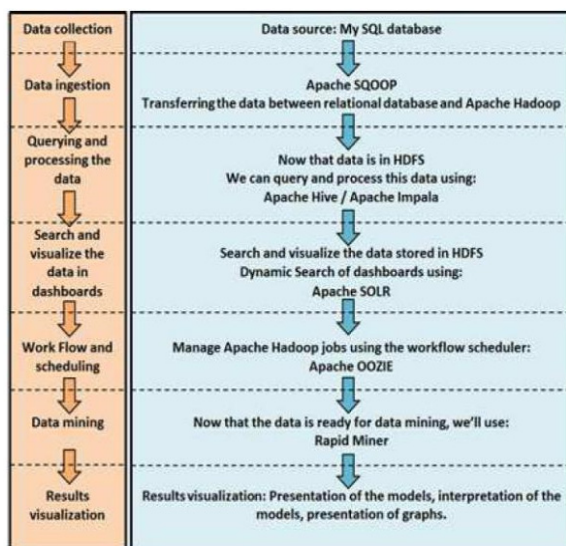 Data collection
Data source: My SQL database
Data ingestion
Apache SQOOP
Transferring the data between relational database and Apache Hadoop
Querying and
processing the
data
Now that data is in HDFS
We can query and process this data using:
Apache Hive / Apache Impala
Search and
visualize the
data in
dashboards
Search and visualize the data stored in HDFS
Dynamic Search of dashboards using:
Apache SOLR
Work Flow and
scheduling
Manage Apache Hadoop jobs using the workflow scheduler:
Apache OOZIE
Data mining
Now that the data is ready for data mining, we'll use:
Rapid Miner
Results
visualization
Results visualization: Presentation of the models, interpretation of the
models, presentation of graphs.